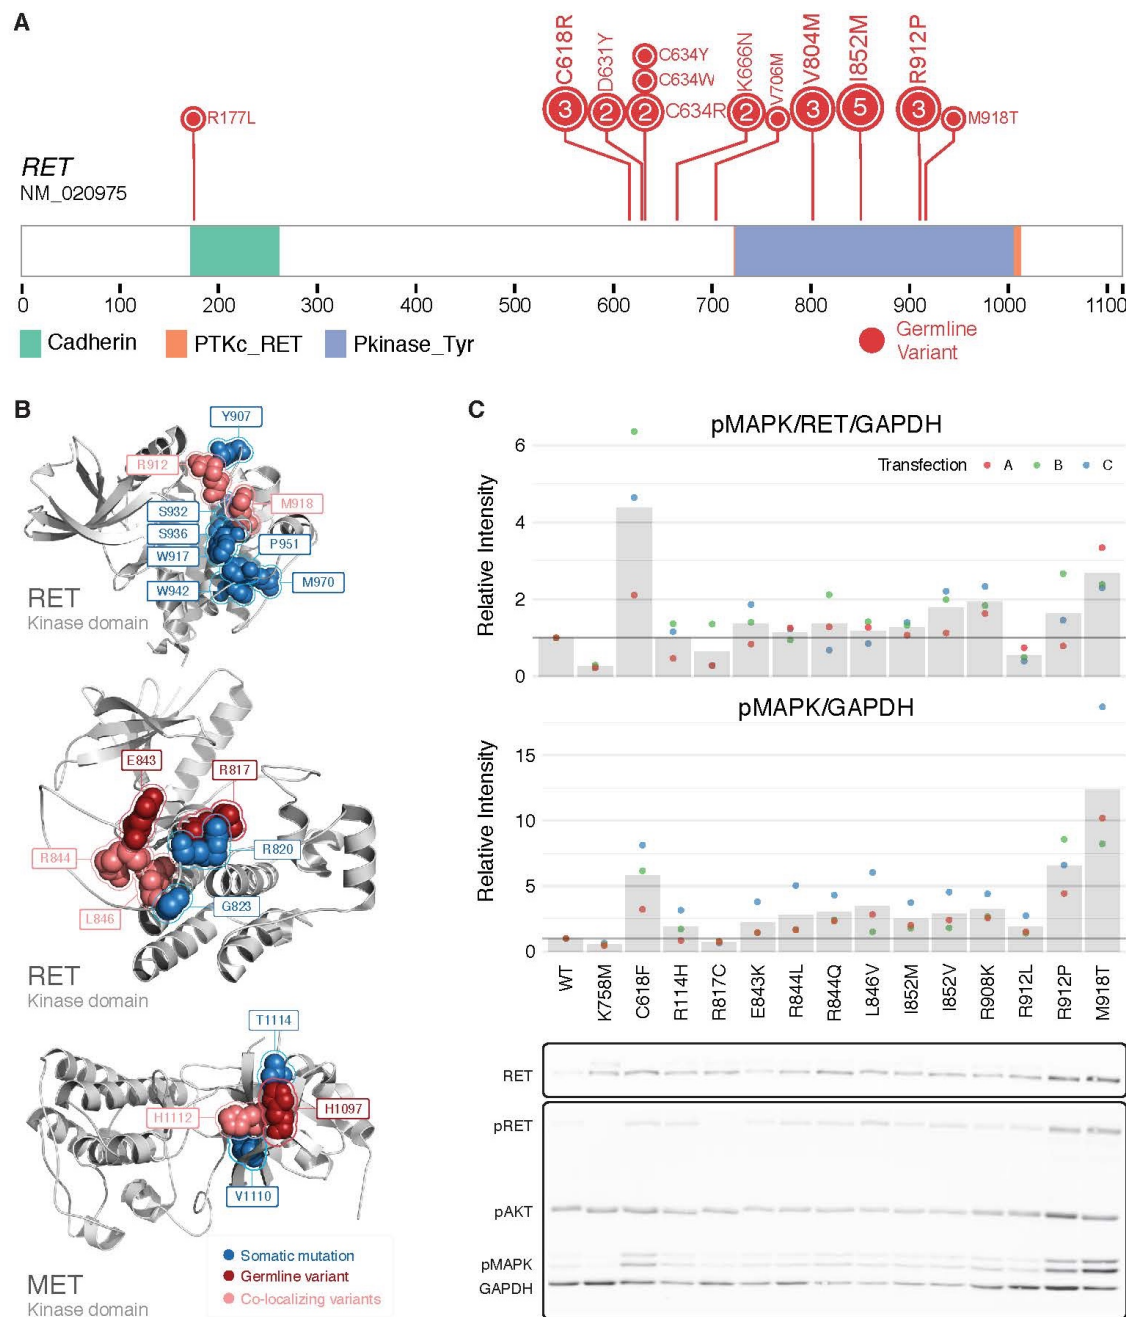 A
C618R
D631Y
C634Y
C634W
C634R
K666N
V706M
V804M
I852M
R912P
M918T
R177L
3
2
2
2
3
5
3
RET
NM_020975
0 100 200 300 400 500 600 700 800 900 1000 1100
Cadherin
PTKc_RET
Pkinase_Tyr
Germline
Variant
B
Y907
R912
M918
S932
S936
W917
P951
W942
M970
RET
Kinase domain
E843
R817
R844
R820
L846
G823
RET
Kinase domain
T1114
H1112
H1097
V1110
MET
Kinase domain
Somatic mutation
Germline variant
Co-localizing variants
C
pMAPK/RET/GAPDH
Transfection A B C
Relative Intensity
6
4
2
0
pMAPK/GAPDH
Relative Intensity
15
10
5
0
WT
K758M
C618F
R114H
R817C
E843K
R844L
R844Q
L846V
I852M
I852V
R908K
R912L
R912P
M918T
RET
pRET
pAKT
pMAPK
GAPDH